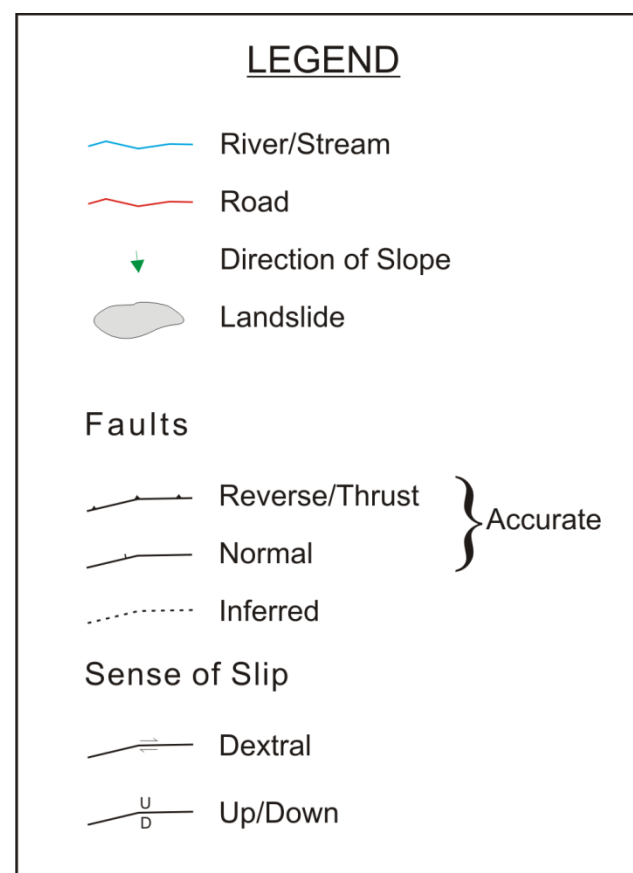 LEGEND
River/Stream
Road
Direction of Slope
Landslide
Faults
Reverse/Thrust
Accurate
Normal
Inferred
Sense of Slip
Dextral
U
D
Up/Down